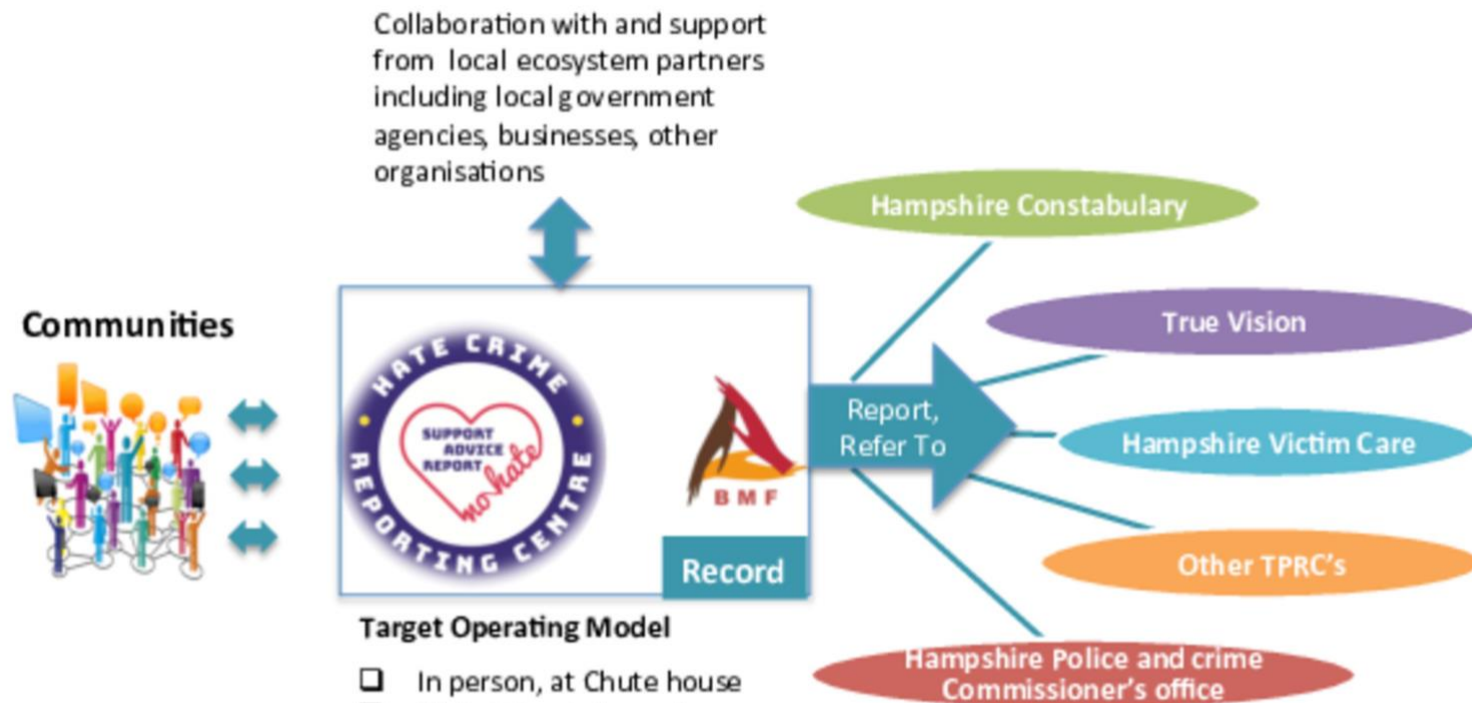 Collaboration with and support
from local ecosystem partners
including local government
agencies, businesses, other
organisations
Hampshire Constabulary
Communities
True Vision
HATE CRIME
REPORTING CENTRE
SUPPORT
ADVICE
REPORT
no hate
BMF
Record
Report,
Refer To
Hampshire Victim Care
Other TPRC's
Hampshire Police and crime
Commissioner's office
Target Operating Model
❑ In person, at Chute house